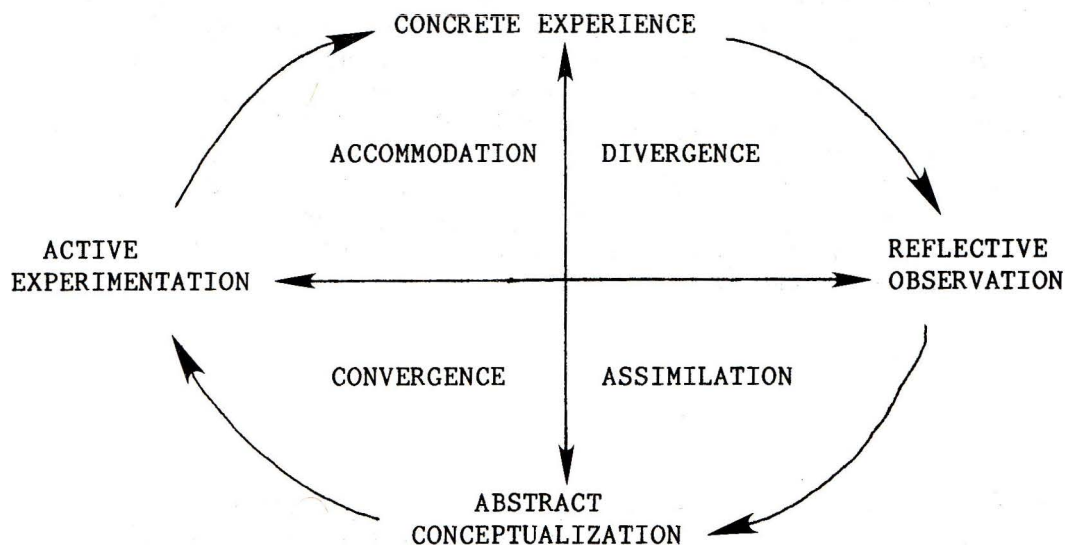 CONCRETE EXPERIENCE
ACCOMMODATION DIVERGENCE
ACTIVE
EXPERIMENTATION
REFLECTIVE
OBSERVATION
CONVERGENCE ASSIMILATION
ABSTRACT
CONCEPTUALIZATION